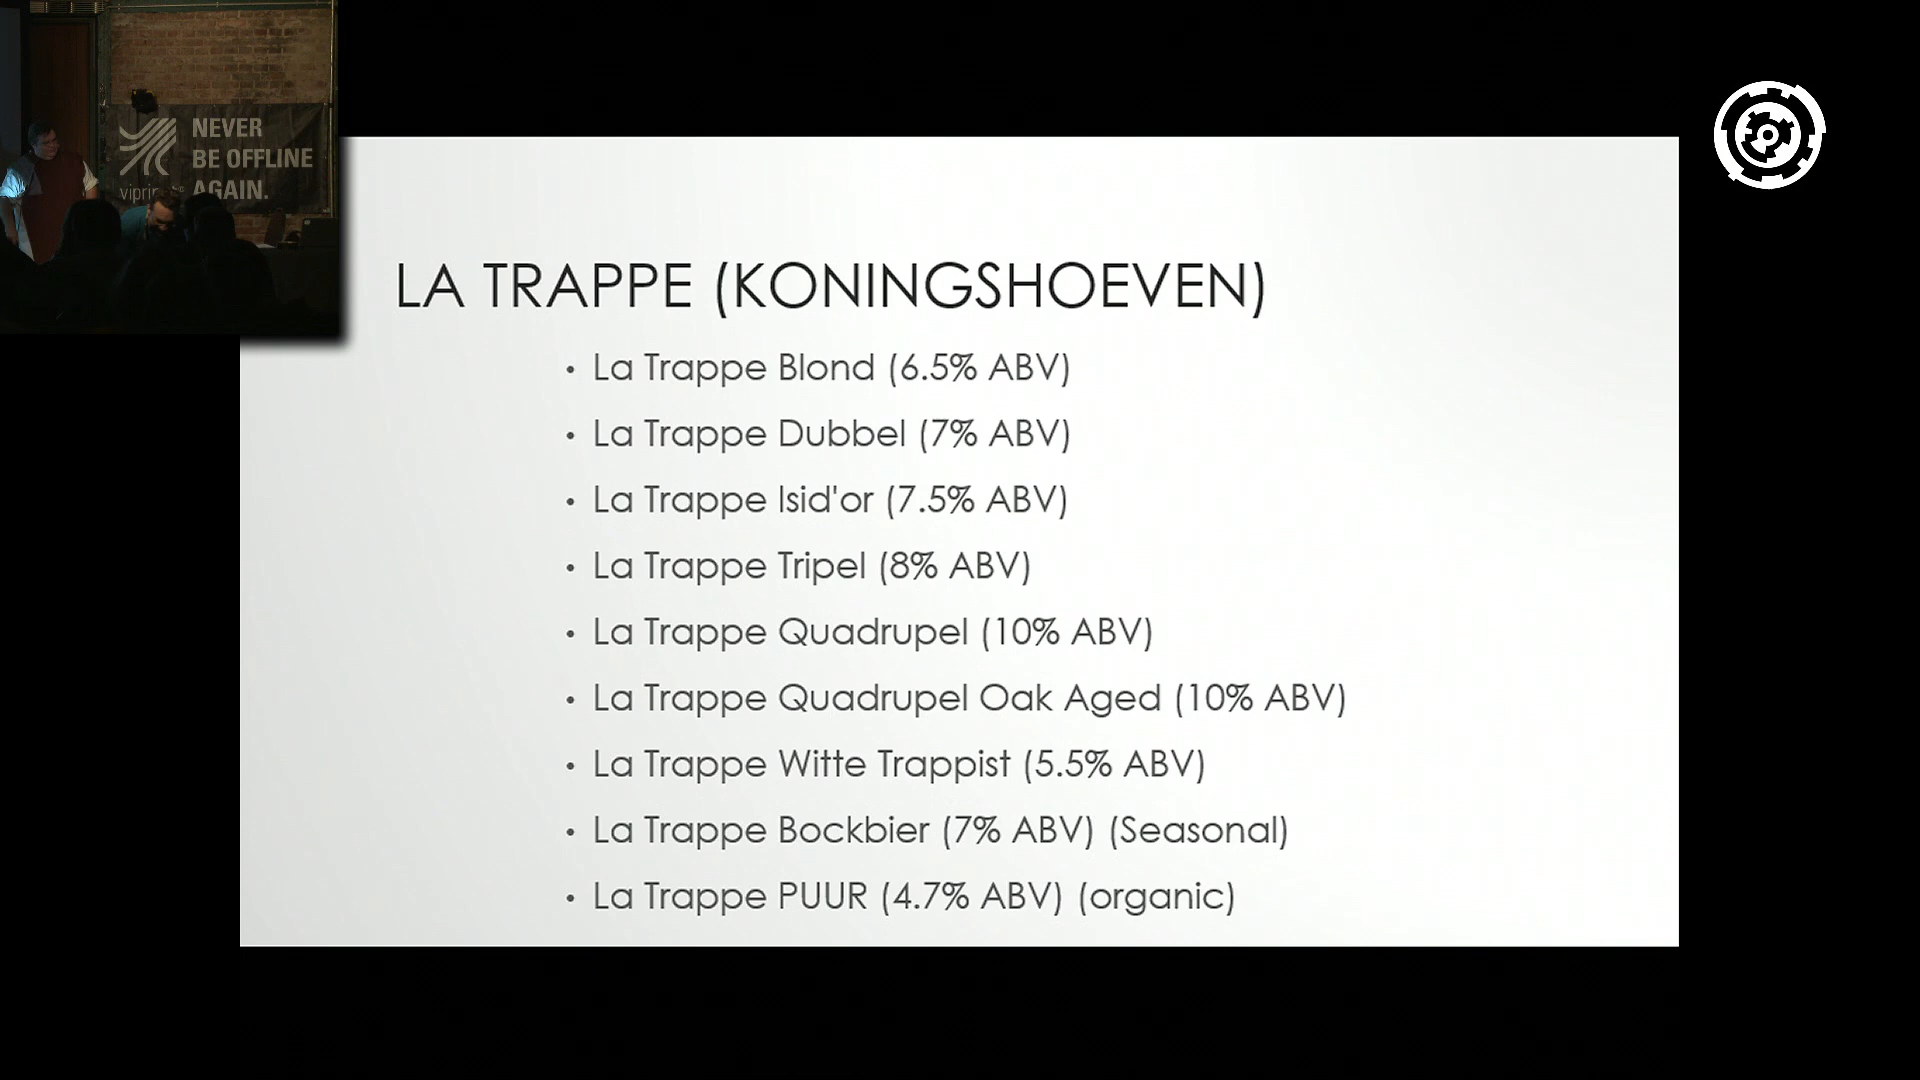 NEVER
BE OFFLINE
AGAIN.
LA TRAPPE (KONINGSHOEVEN)
• La Trappe Blond (6.5% ABV)
• La Trappe Dubbel (7% ABV)
• La Trappe Isid'or (7.5% ABV)
• La Trappe Tripel (8% ABV)
• La Trappe Quadrupel (10% ABV)
• La Trappe Quadrupel Oak Aged (10% ABV)
• La Trappe Witte Trappist (5.5% ABV)
• La Trappe Bockbier (7% ABV) (Seasonal)
• La Trappe PUUR (4.7% ABV) (organic)